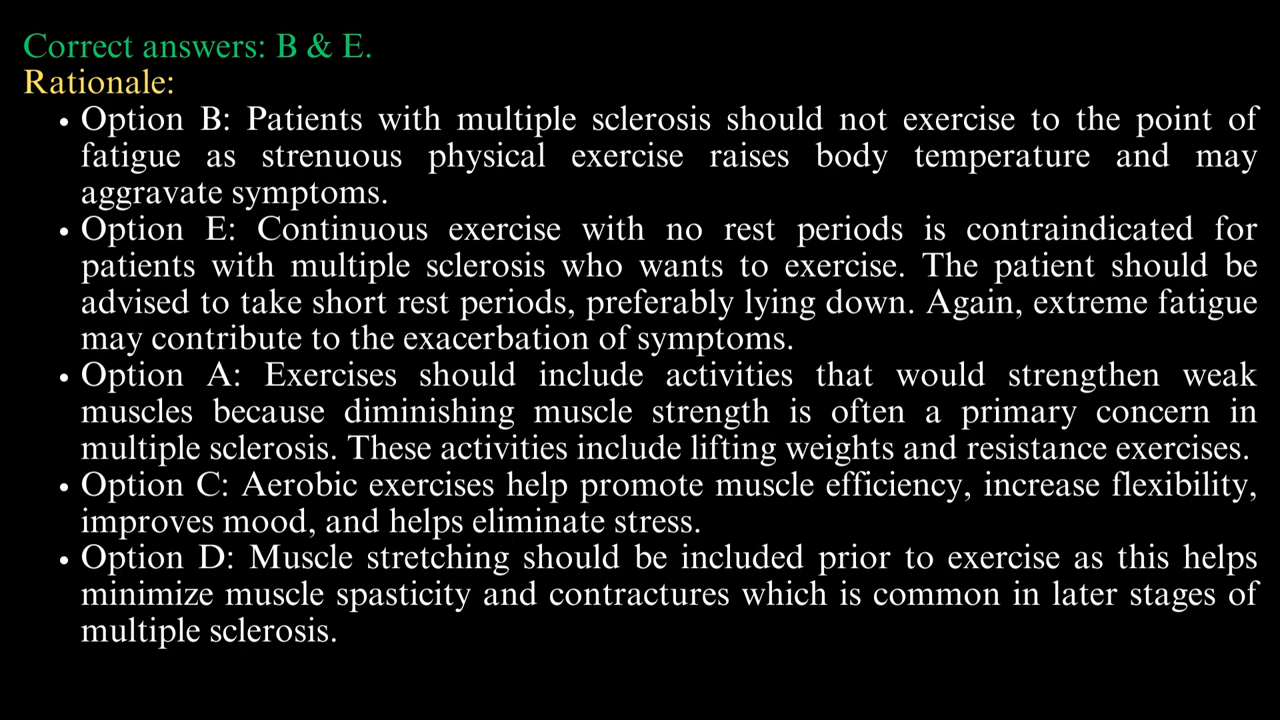 Correct answers: B & E.
Rationale:
• Option B: Patients with multiple sclerosis should not exercise to the point of
fatigue as strenuous physical exercise raises body temperature and may
aggravate symptoms.
• Option E: Continuous exercise with no rest periods is contraindicated for
patients with multiple sclerosis who wants to exercise. The patient should be
advised to take short rest periods, preferably lying down. Again, extreme fatigue
may contribute to the exacerbation of symptoms.
• Option A: Exercises should include activities that would strengthen weak
muscles because diminishing muscle strength is often a primary concern in
multiple sclerosis. These activities include lifting weights and resistance exercises.
• Option C: Aerobic exercises help promote muscle efficiency, increase flexibility,
improves mood, and helps eliminate stress.
• Option D: Muscle stretching should be included prior to exercise as this helps
minimize muscle spasticity and contractures which is common in later stages of
multiple sclerosis.